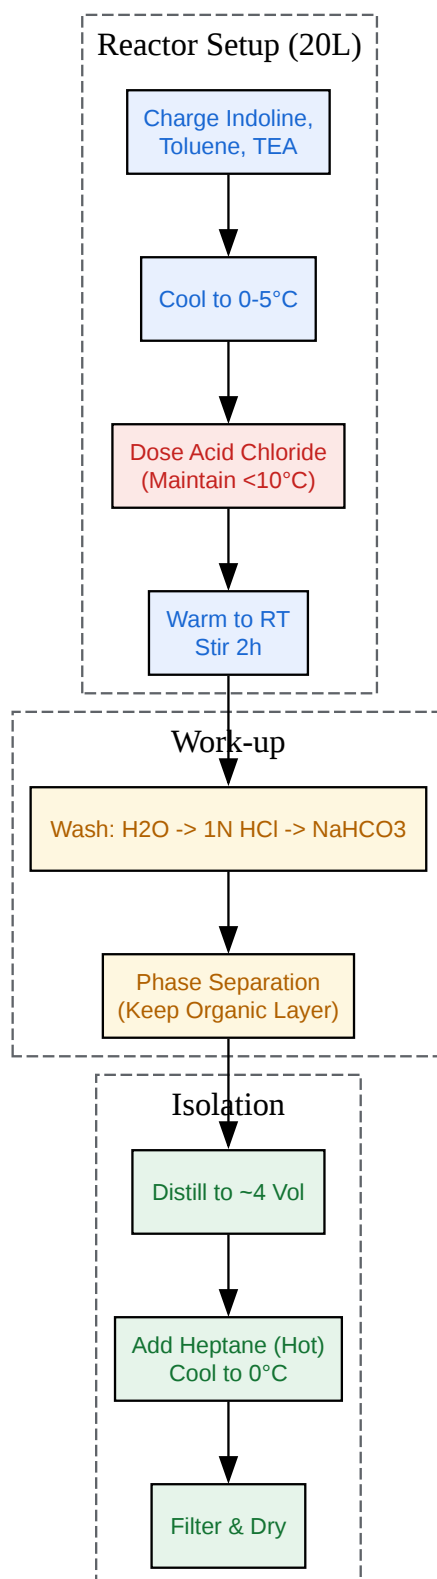 Reactor Setup (20L)
Charge Indoline,
Toluene, TEA
Cool to 0-5°C
Dose Acid Chloride
(Maintain <10°C)
Warm to RT
Stir 2h
Work-up
Wash: H2O -> 1N HCl -> NaHCO3
Phase Separation
(Keep Organic Layer)
Isolation
Distill to ~4 Vol
Add Heptane (Hot)
Cool to 0°C
Filter & Dry